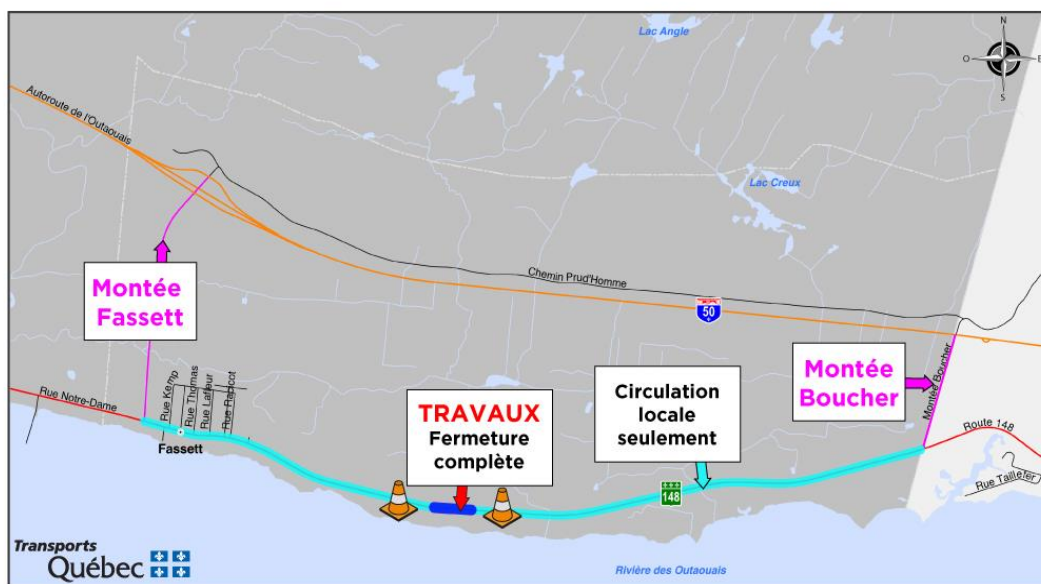 Lac Angle
N
O
E
S
Autoroute de l'Outaouais
Lac Creux
Montée
Fassett
Chemin Prud'Homme
50
Montée
Boucher
Montée Boucher
Rue Notre-Dame
Rue Kemp
Rue Thomas
Rue Lafleur
Rue Rapicot
Fassett
TRAVAUX
Fermeture
complète
Circulation
locale
seulement
148
Route 148
Rue Taillefer
Transports
Québec
Rivière des Outaouais